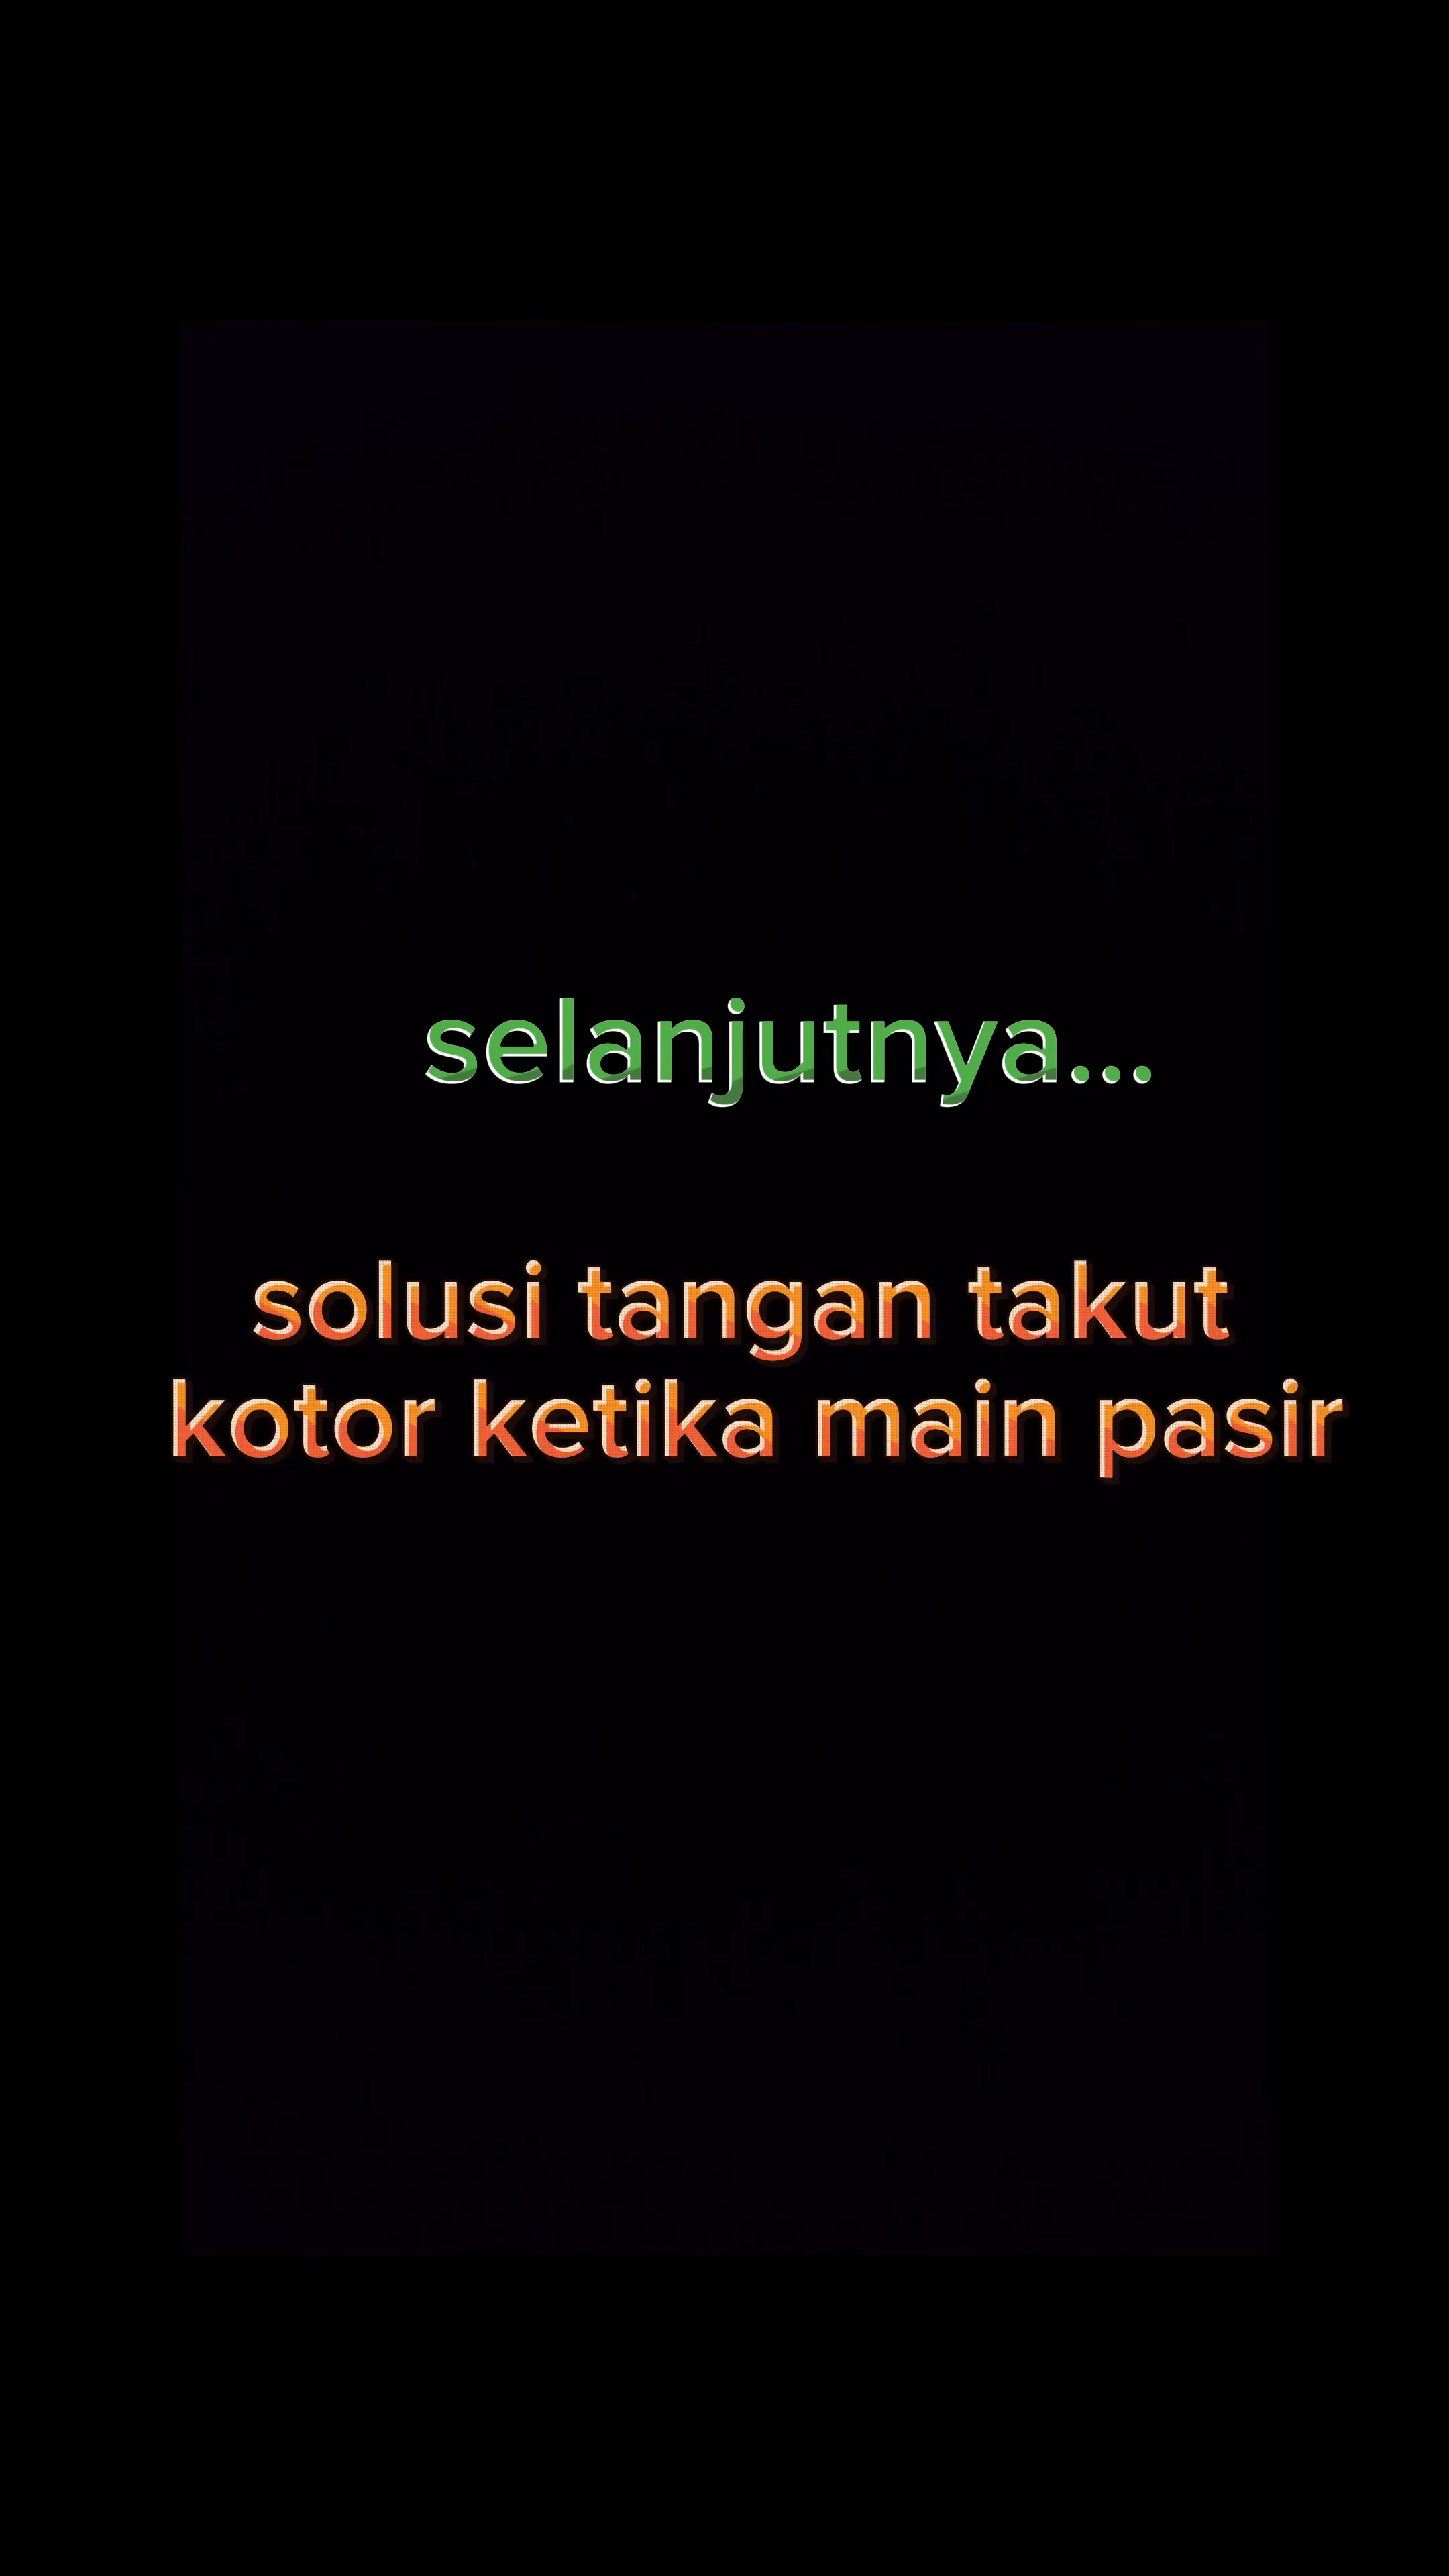 selanjutnya...
solusi tangan takut
kotor ketika main pasir